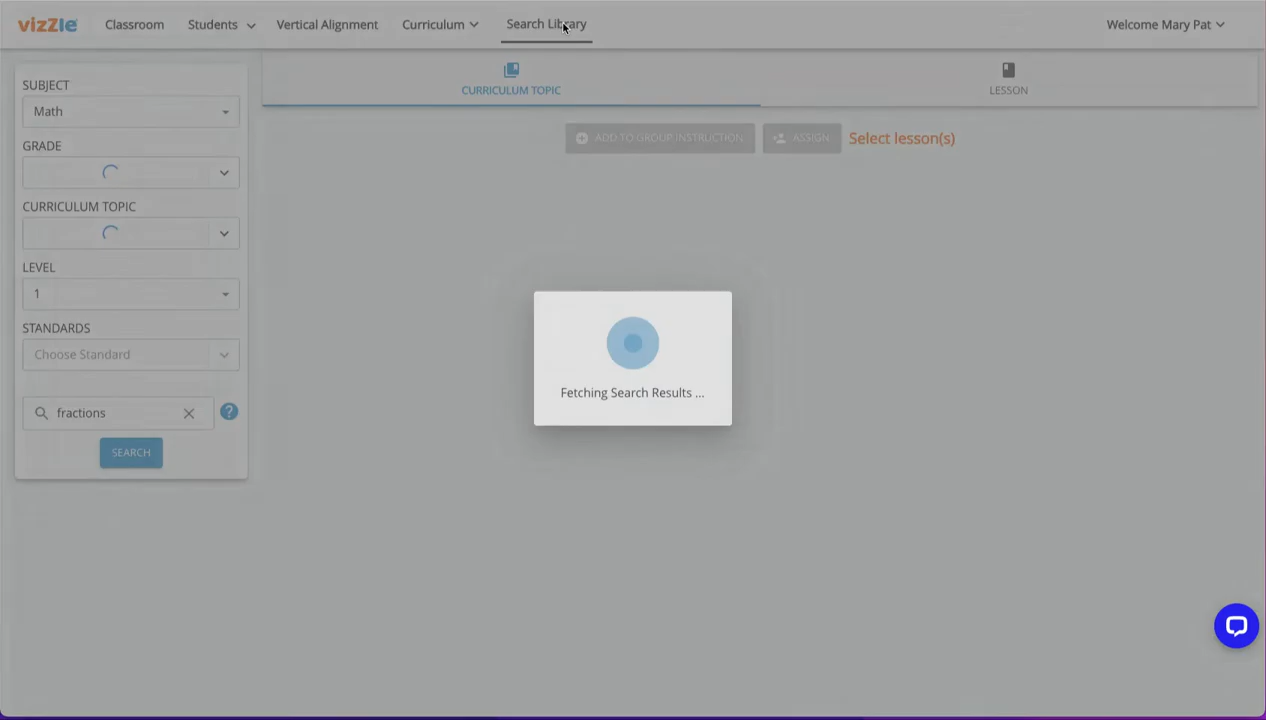 vizZle Classroom Students Vertical Alignment Curriculum Search Library Welcome Mary Pat
SUBJECT
Math
GRADE
CURRICULUM TOPIC
LEVEL
1
STANDARDS
Choose Standard
fractions
?
SEARCH
CURRICULUM TOPIC LESSON
ADD TO GROUP INSTRUCTION ASSIGN Select lesson(s)
Fetching Search Results ...